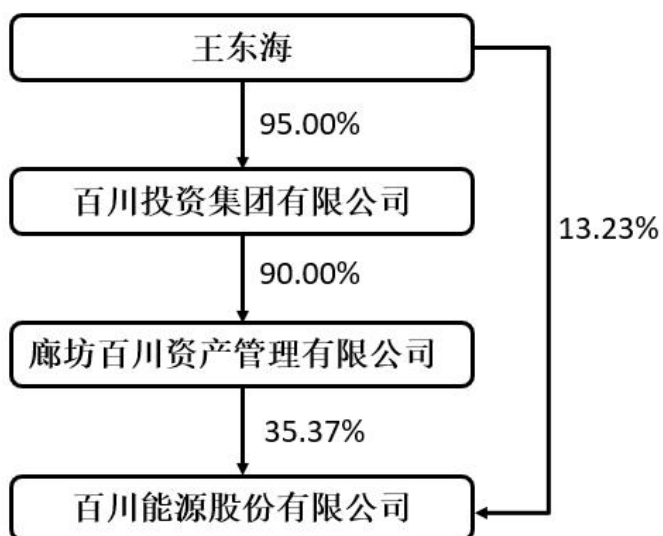 王东海
95.00%
百川投资集团有限公司
13.23%
90.00%
廊坊百川资产管理有限公司
35.37%
百川能源股份有限公司